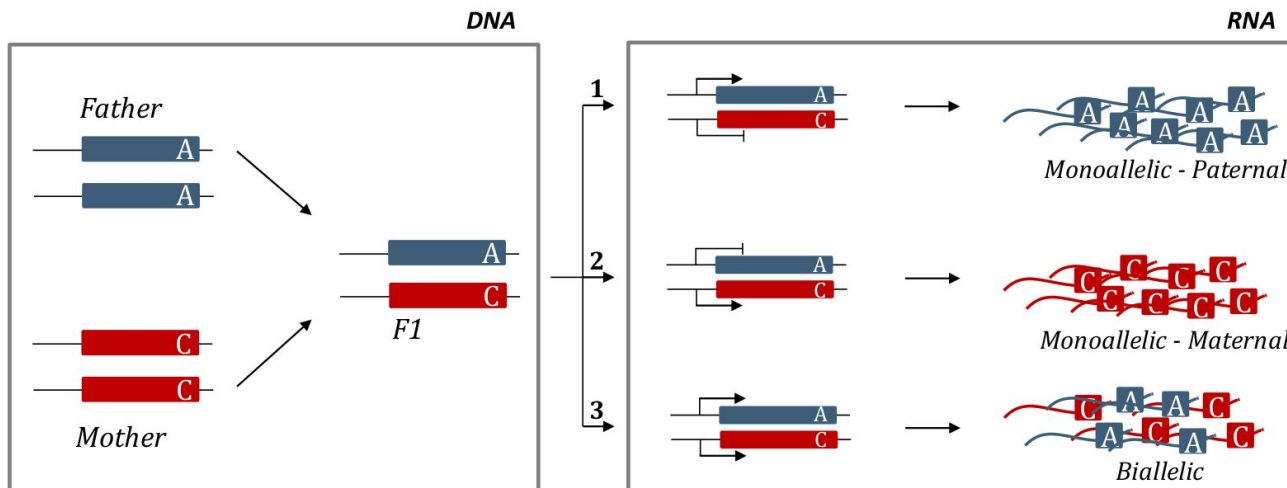 DNA
RNA
Father
A
A
Mother
C
C
A
C
F1
1
A
C
A A A A
A A A A
Monoallelic - Paternal
2
A
C
C C C C
C C C C
Monoallelic - Maternal
3
A
C
C A A C
A C A C
Biallelic